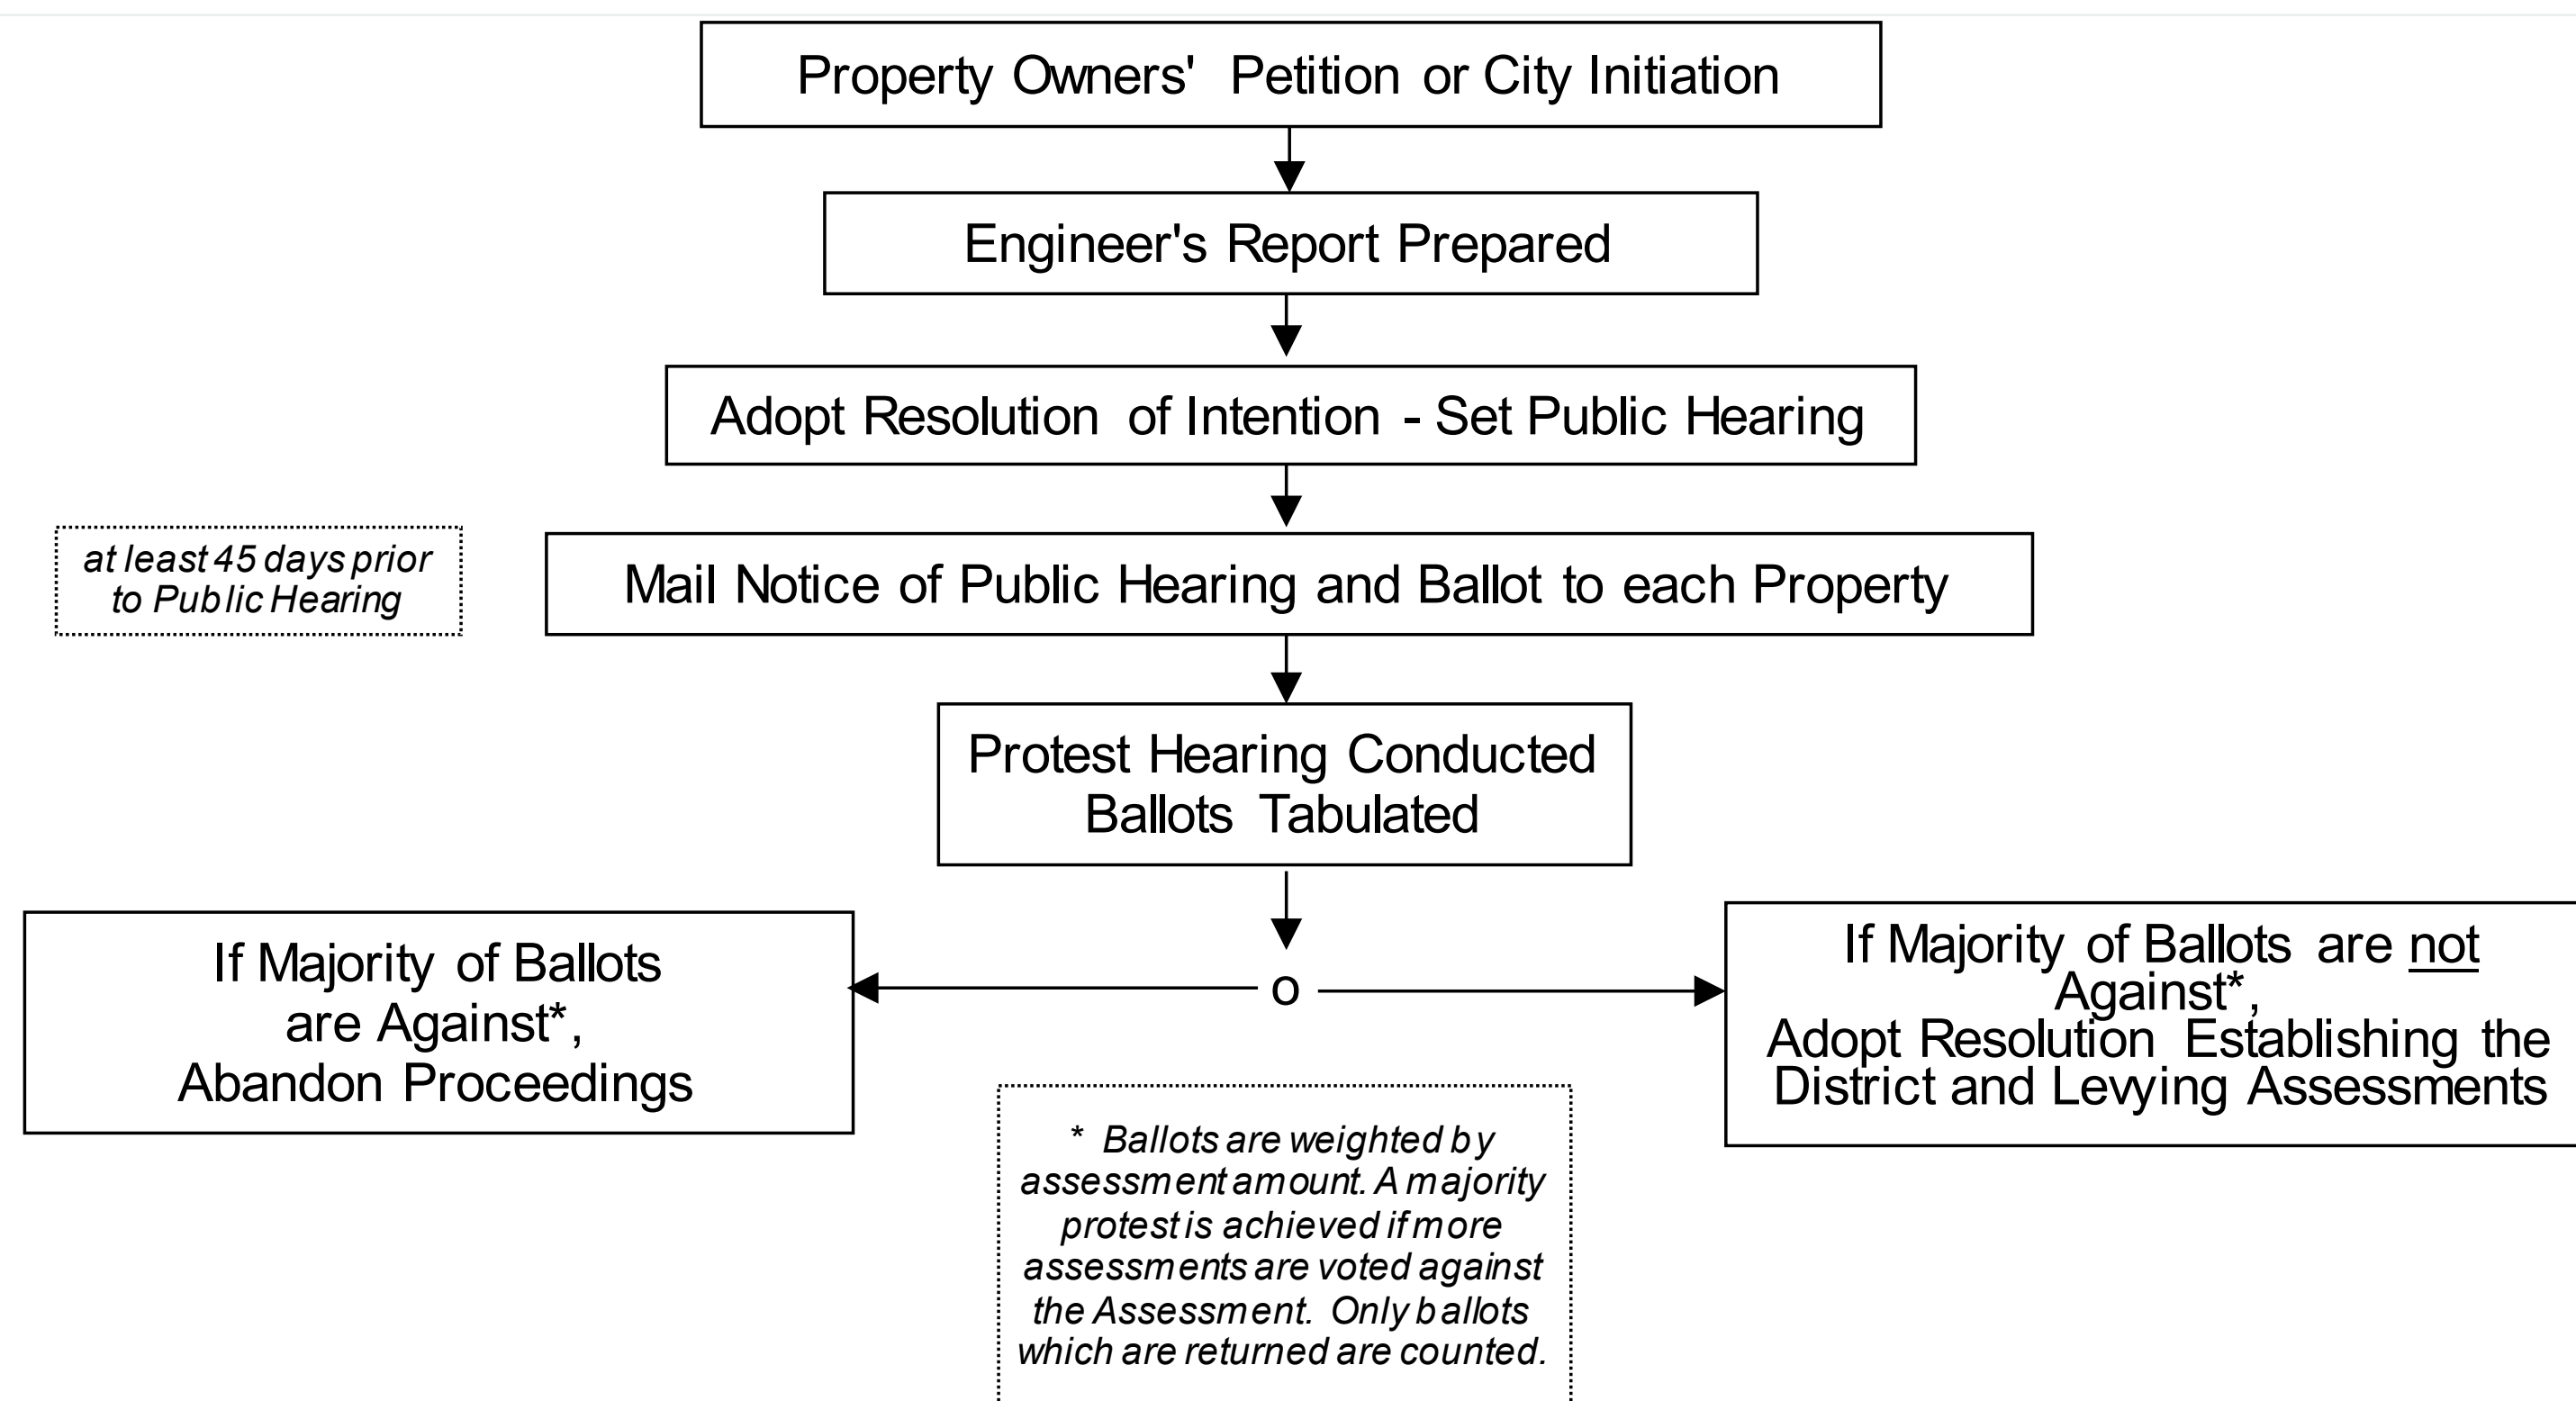 Property Owners' Petition or City Initiation
Engineer's Report Prepared
Adopt Resolution of Intention - Set Public Hearing
at least 45 days prior
to Public Hearing
Mail Notice of Public Hearing and Ballot to each Property
Protest Hearing Conducted
Ballots Tabulated
If Majority of Ballots
are Against*,
Abandon Proceedings
o
If Majority of Ballots are not
Against*,
Adopt Resolution Establishing the
District and Levying Assessments
* Ballots are weighted by
assessment amount. A majority
protest is achieved if more
assessments are voted against
the Assessment. Only ballots
which are returned are counted.